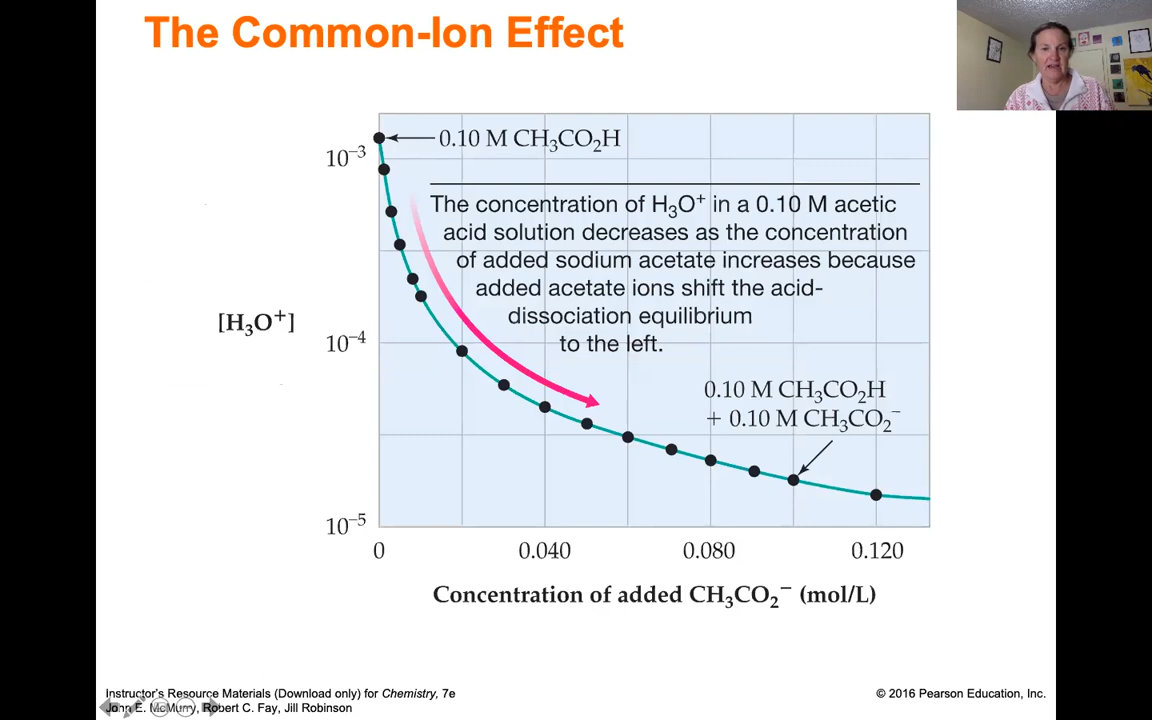 The Common-Ion Effect
0.10 M CH₃CO₂H
10⁻³
The concentration of H₃O⁺ in a 0.10 M acetic
acid solution decreases as the concentration
of added sodium acetate increases because
added acetate ions shift the acid-
dissociation equilibrium
to the left.
[H₃O⁺]
10⁻⁴
0.10 M CH₃CO₂H
+ 0.10 M CH₃CO₂⁻
10⁻⁵
0 0.040 0.080 0.120
Concentration of added CH₃CO₂⁻ (mol/L)
Instructor's Resource Materials (Download only) for Chemistry, 7e
John E. McMurry, Robert C. Fay, Jill Robinson
© 2016 Pearson Education, Inc.